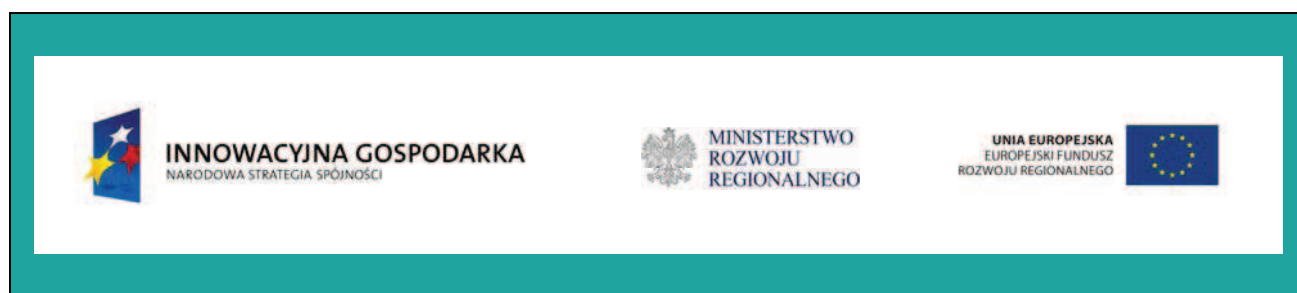 INNOWACYJNA GOSPODARKA
NARODOWA STRATEGIA SPÓJNOŚCI
MINISTERSTWO
ROZWOJU
REGIONALNEGO
UNIA EUROPEJSKA
EUROPEJSKI FUNDUSZ
ROZWOJU REGIONALNEGO